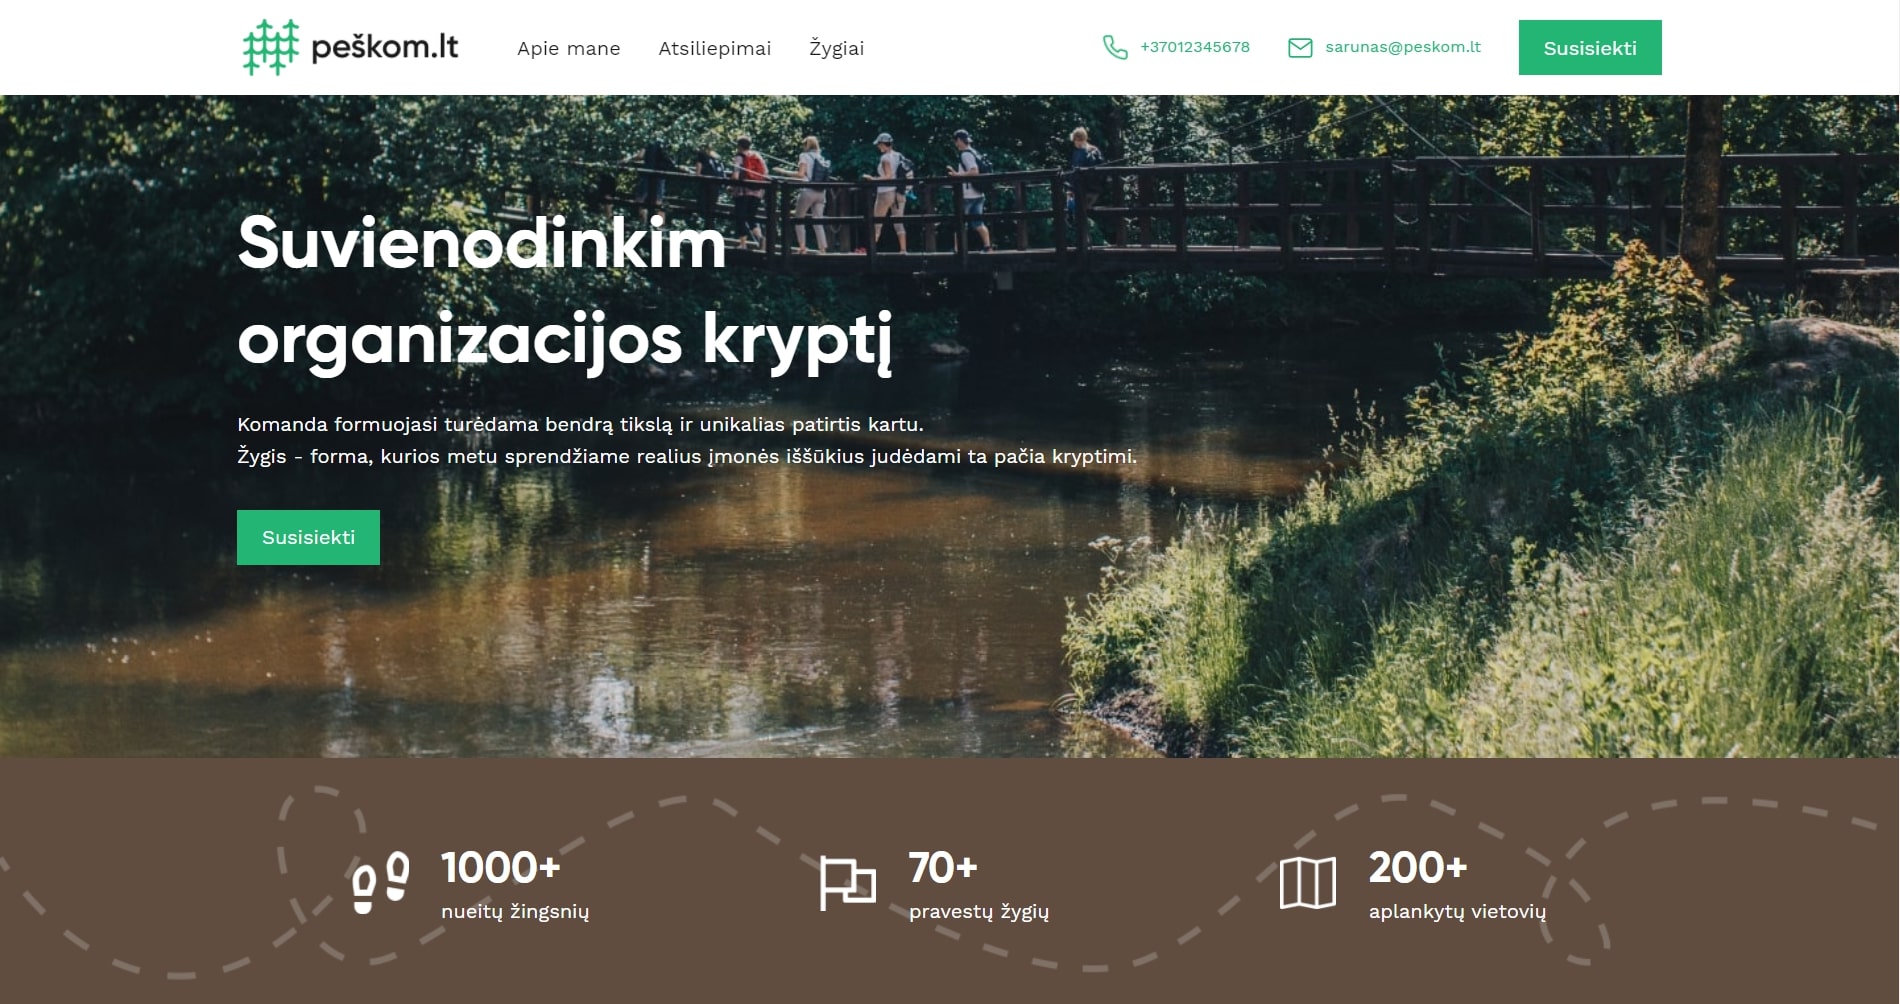 peškom.lt
Apie mane
Atsiliepimai
Žygiai
+37012345678
sarunas@peskom.lt
Susisiekti
Suvienodinkim
organizacijos kryptį
Komanda formuojasi turėdama bendrą tikslą ir unikalias patirtis kartu.
Žygis - forma, kurios metu sprendžiame realius įmonės iššūkius judėdami ta pačia kryptimi.
Susisiekti
1000+
nueitų žingsnių
70+
pravestų žygių
200+
aplankytų vietovių